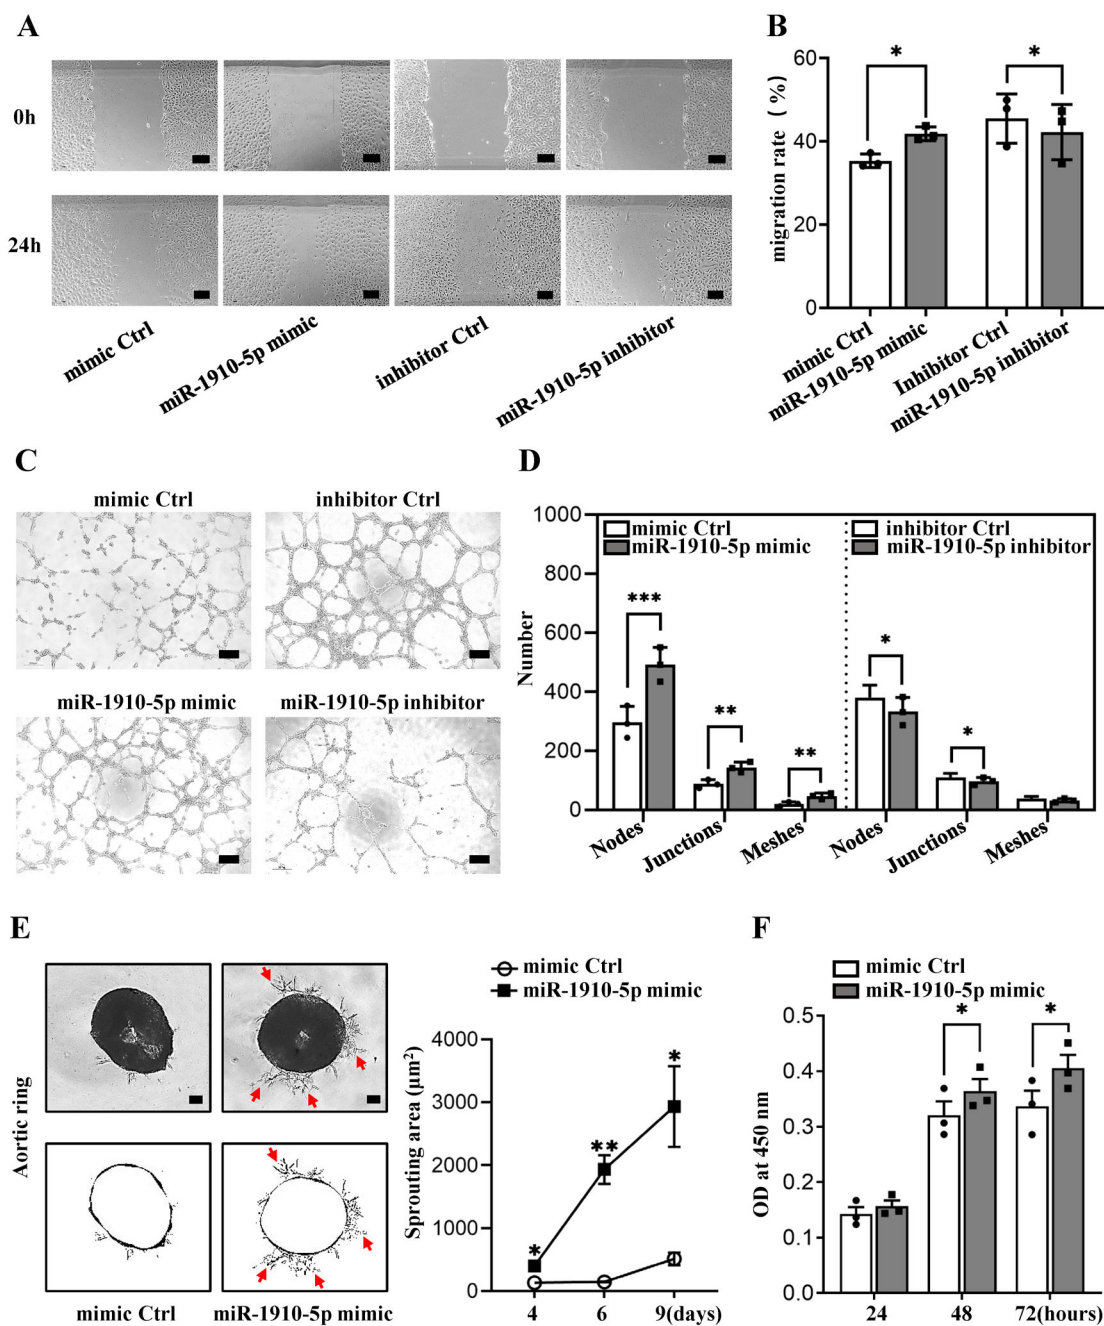 A
0h
24h
mimic Ctrl
miR-1910-5p mimic
inhibitor Ctrl
miR-1910-5p inhibitor
B
migration rate ( %)
60
40
20
0
*
*
mimic Ctrl
miR-1910-5p mimic
Inhibitor Ctrl
miR-1910-5p inhibitor
C
mimic Ctrl
inhibitor Ctrl
miR-1910-5p mimic
miR-1910-5p inhibitor
D
mimic Ctrl
miR-1910-5p mimic
inhibitor Ctrl
miR-1910-5p inhibitor
Number
1000
800
600
400
200
0
***
**
**
*
*
Nodes
Junctions
Meshes
Nodes
Junctions
Meshes
E
Aortic ring
mimic Ctrl
miR-1910-5p mimic
mimic Ctrl
miR-1910-5p mimic
Sprouting area (μm²)
4000
3000
2000
1000
0
*
**
*
4 6 9(days)
F
mimic Ctrl
miR-1910-5p mimic
OD at 450 nm
0.5
0.4
0.3
0.2
0.1
0.0
*
*
24 48 72(hours)